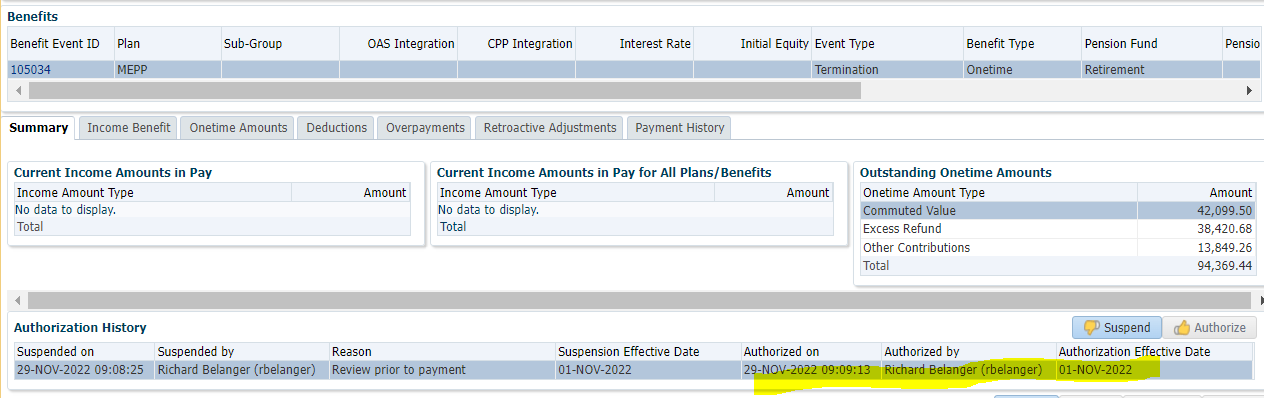 Benefits
Benefit Event ID Plan Sub-Group OAS Integration CPP Integration Interest Rate Initial Equity Event Type Benefit Type Pension Fund Pensio
105034 MEPP Termination Onetime Retirement
Summary Income Benefit Onetime Amounts Deductions Overpayments Retroactive Adjustments Payment History
Current Income Amounts in Pay Current Income Amounts in Pay for All Plans/Benefits Outstanding Onetime Amounts
Income Amount Type Amount Income Amount Type Amount Onetime Amount Type Amount
No data to display. No data to display. Commuted Value 42,099.50
Total Total Excess Refund 38,420.68
Other Contributions 13,849.26
Total 94,369.44
Authorization History Suspend Authorize
Suspended on Suspended by Reason Suspension Effective Date Authorized on Authorized by Authorization Effective Date
29-NOV-2022 09:08:25 Richard Belanger (rbelanger) Review prior to payment 01-NOV-2022 29-NOV-2022 09:09:13 Richard Belanger (rbelanger) 01-NOV-2022